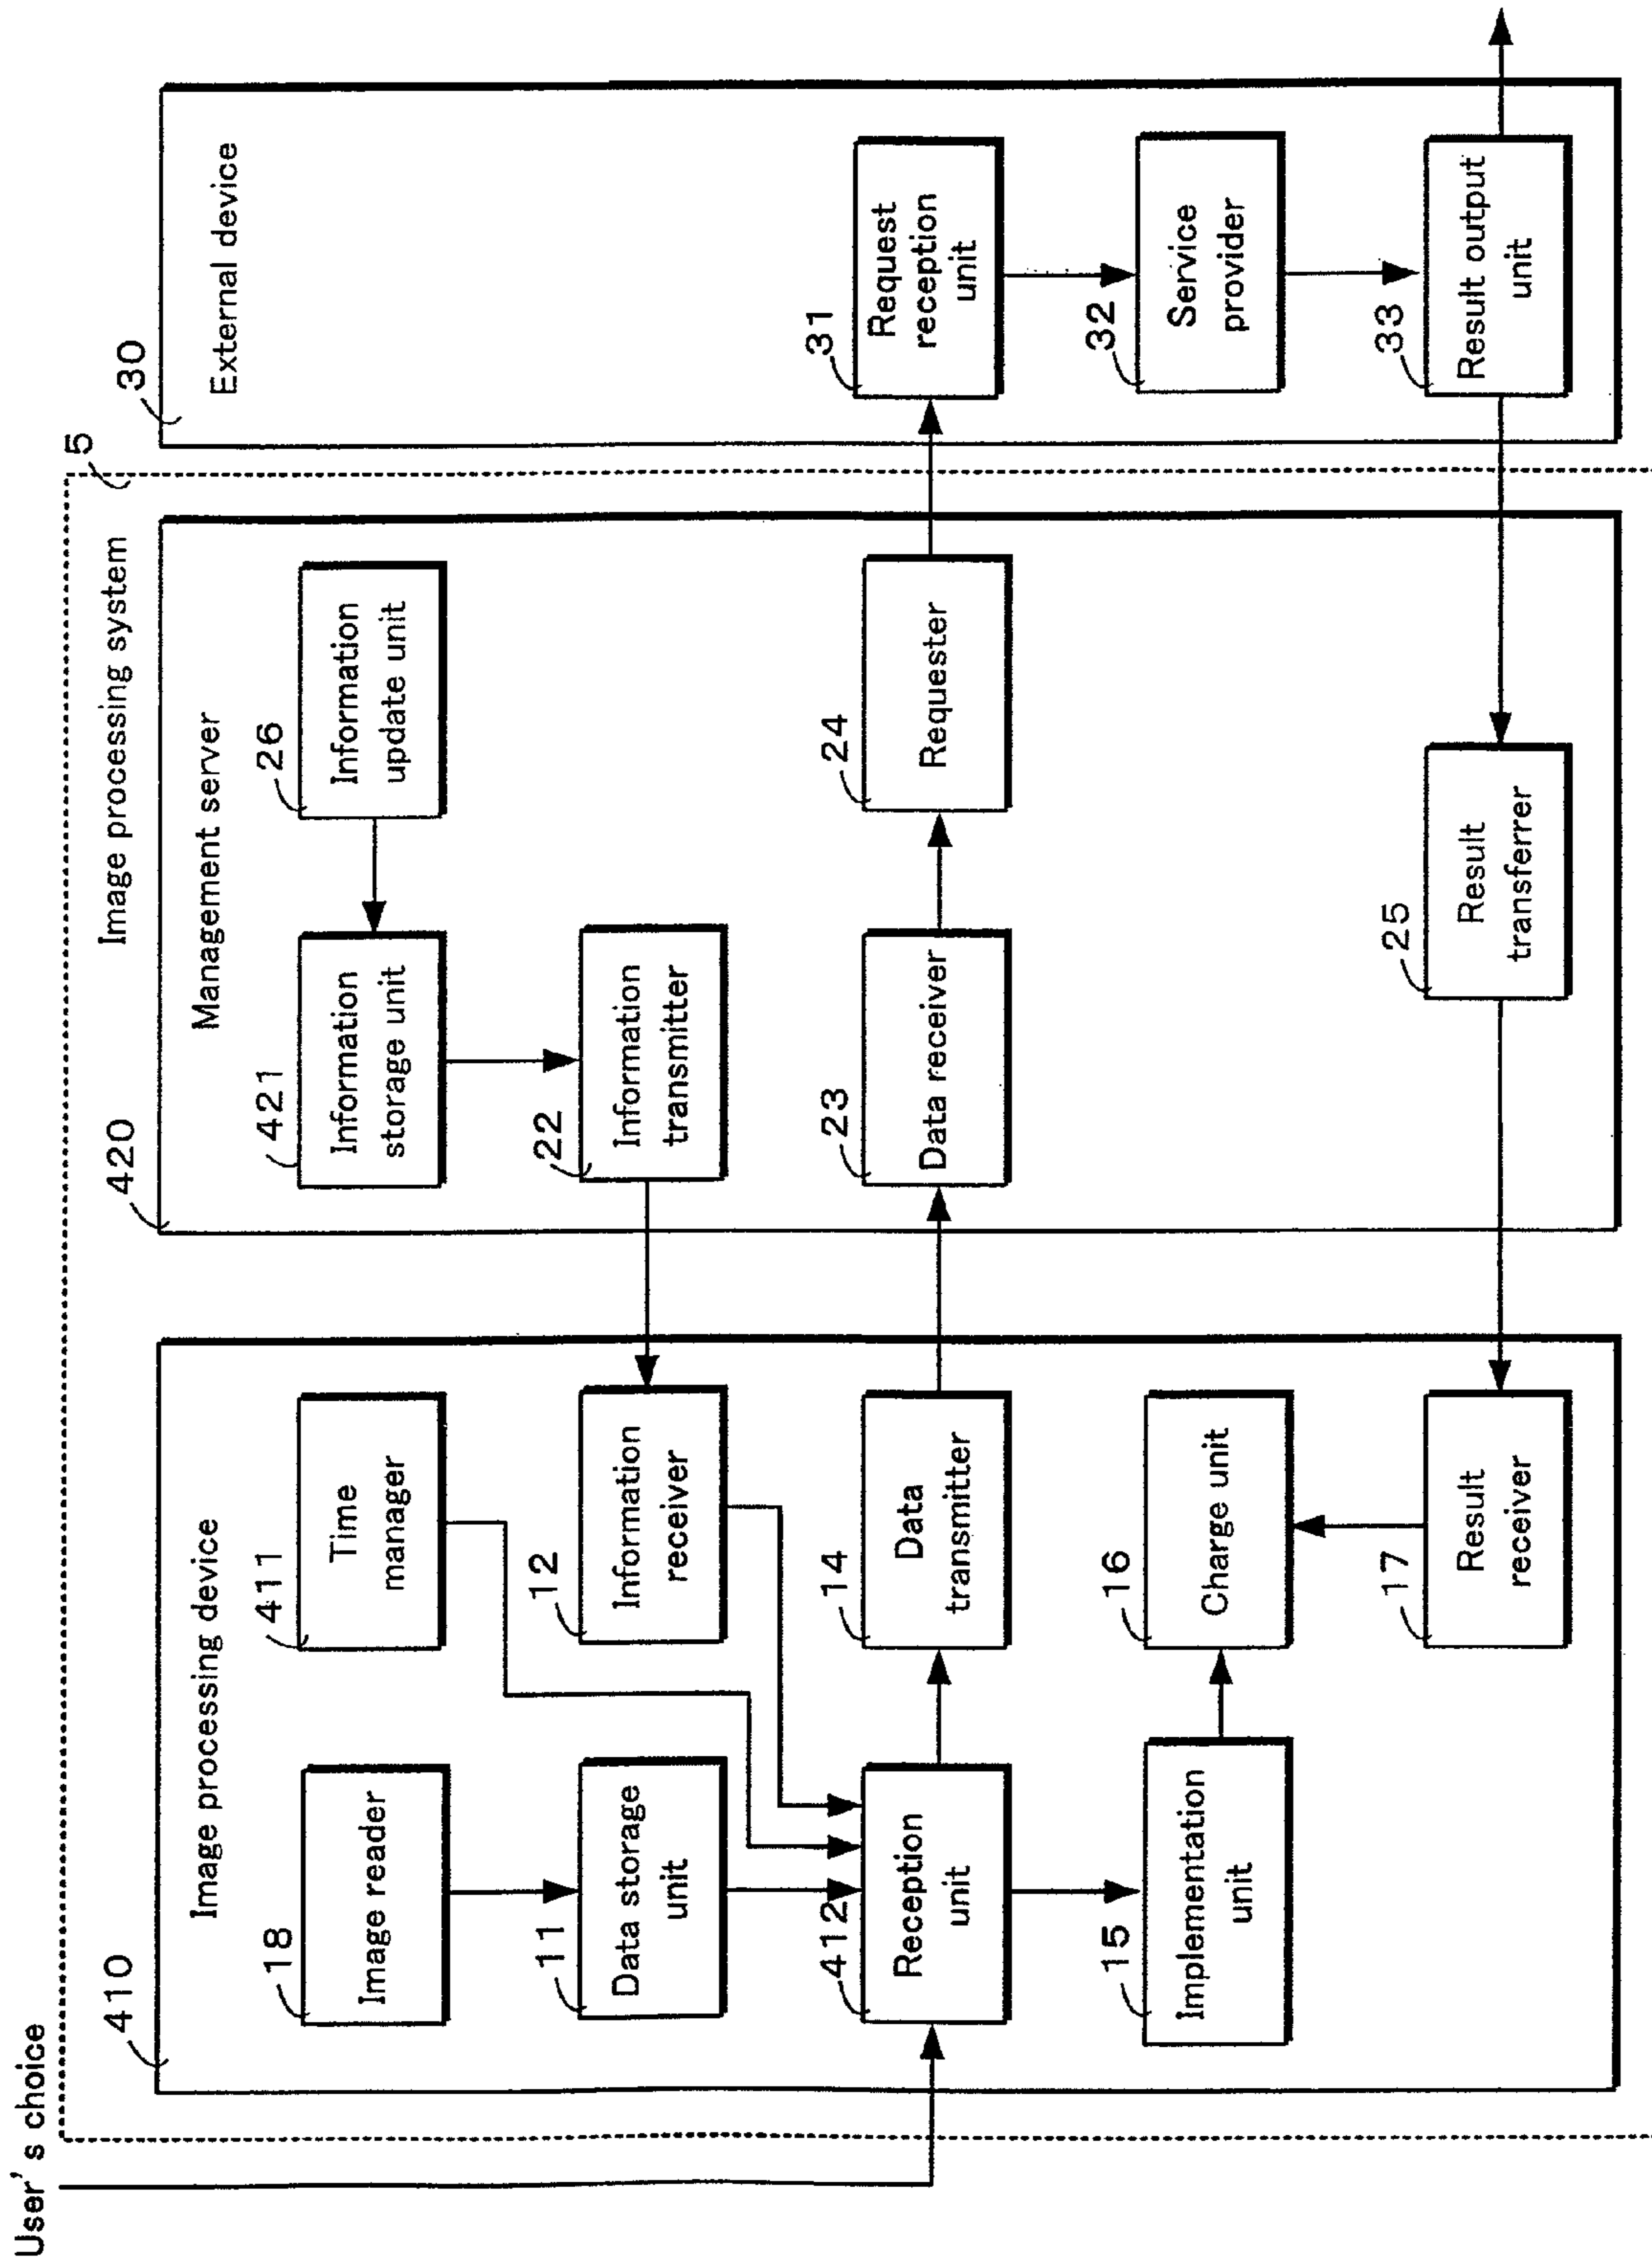 User's choice
Image processing system
5
410
Image processing device
18
Image reader
411
Time
manager
11
Data storage
unit
12
Information
receiver
412
Reception
unit
14
Data
transmitter
15
Implementation
unit
16
Charge unit
17
Result
receiver
420
Management server
421
Information
storage unit
26
Information
update unit
22
Information
transmitter
23
Data receiver
24
Requester
25
Result
transferrer
30
External device
31
Request
reception
unit
32
Service
provider
33
Result output
unit